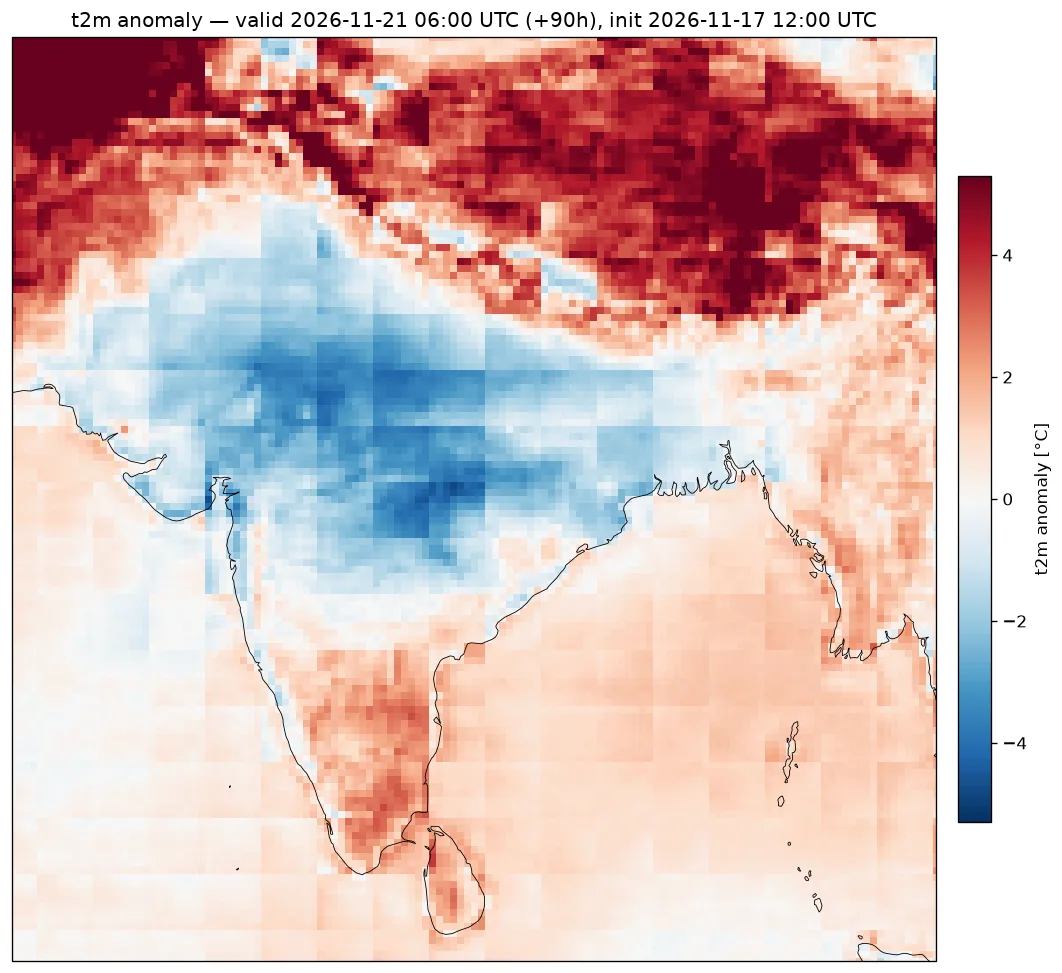 t2m anomaly — valid 2026-11-21 06:00 UTC (+90h), init 2026-11-17 12:00 UTC
4
2
0
−2
−4
t2m anomaly [°C]